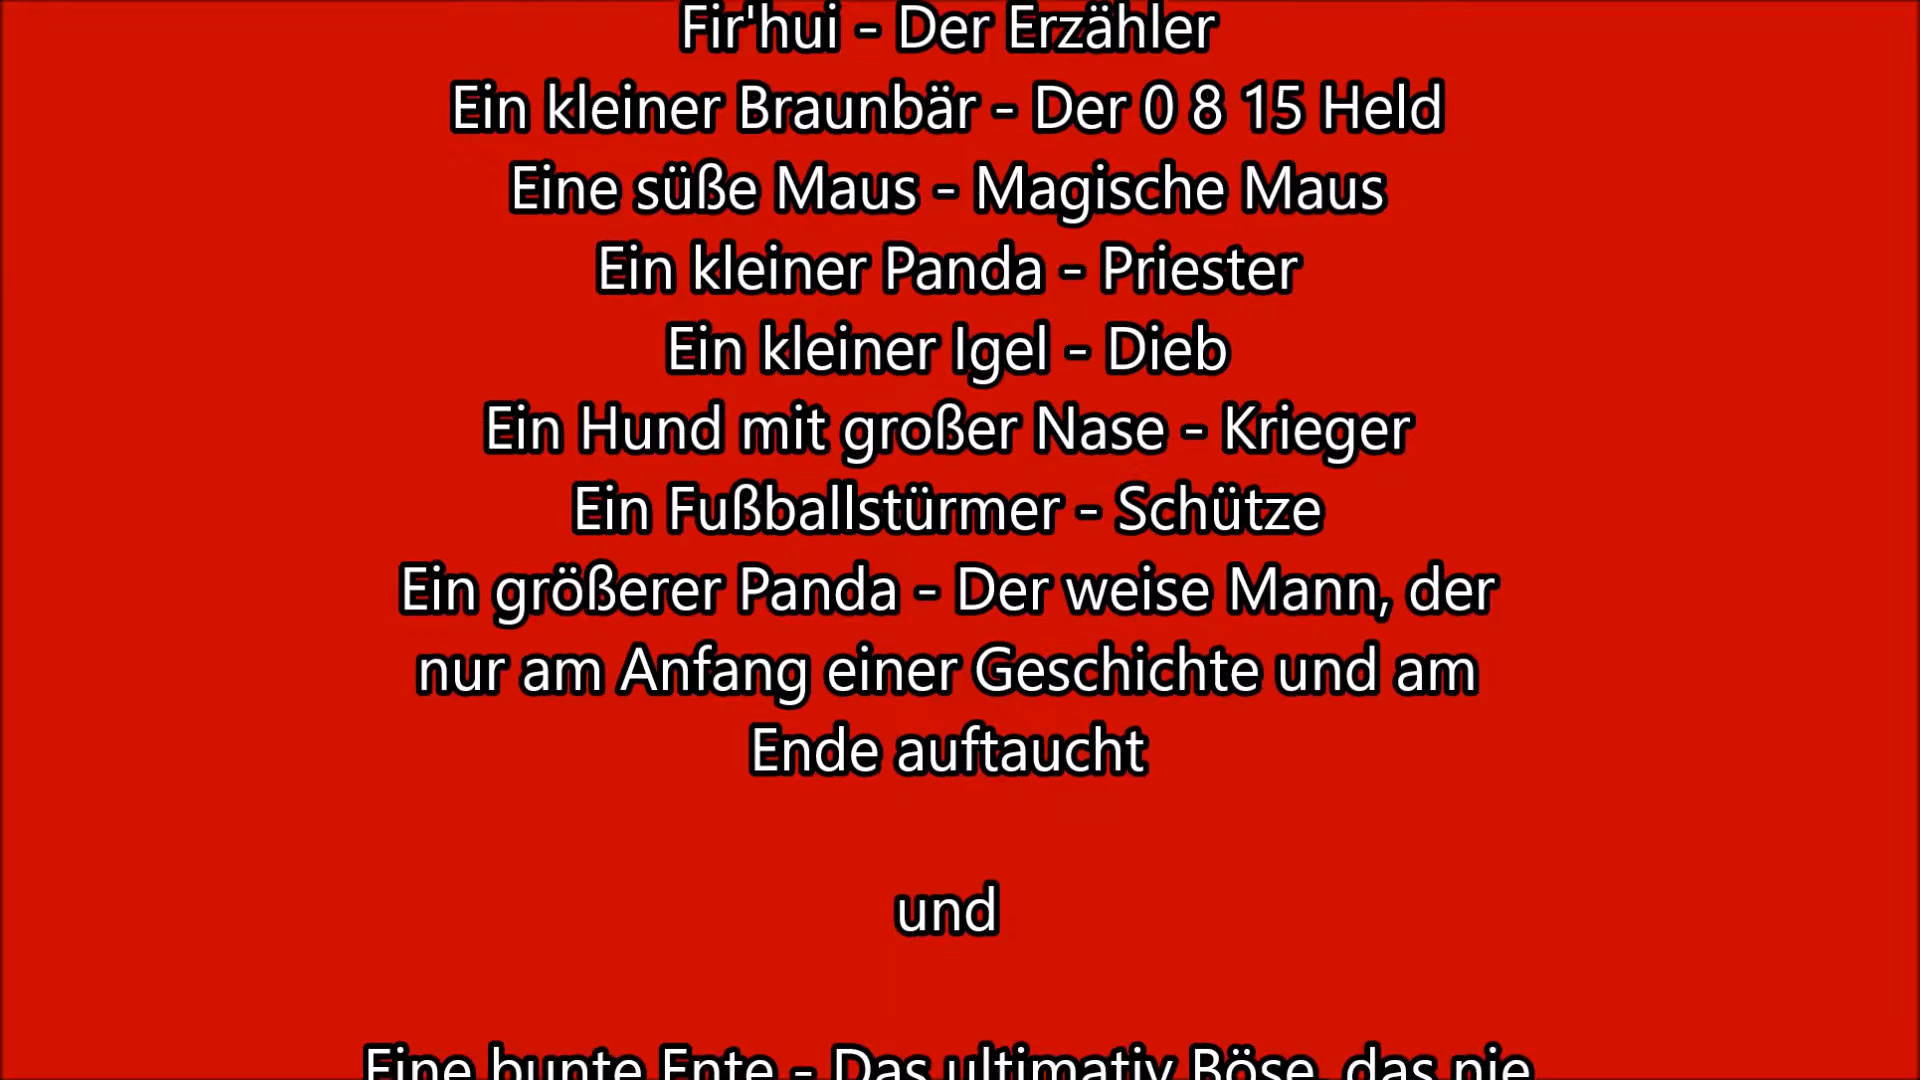 Fir'hui - Der Erzähler
Ein kleiner Braunbär - Der 0 8 15 Held
Eine süße Maus - Magische Maus
Ein kleiner Panda - Priester
Ein kleiner Igel - Dieb
Ein Hund mit großer Nase - Krieger
Ein Fußballstürmer - Schütze
Ein größerer Panda - Der weise Mann, der
nur am Anfang einer Geschichte und am
Ende auftaucht
und
Eine bunte Ente - Das ultimativ Böse, das nie